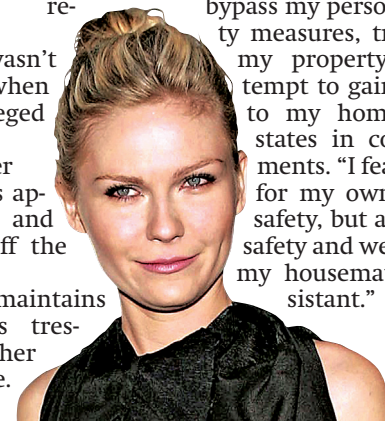 re-
wasn't
when
eged
er
s ap-
and
ff the
maintains
s tres-
her
e.
bypass my perso
ty measures, tr
my property
tempt to gai
to my hom
states in co
ments. “I fea
for my own
safety, but a
safety and we
my housema
sistant.”